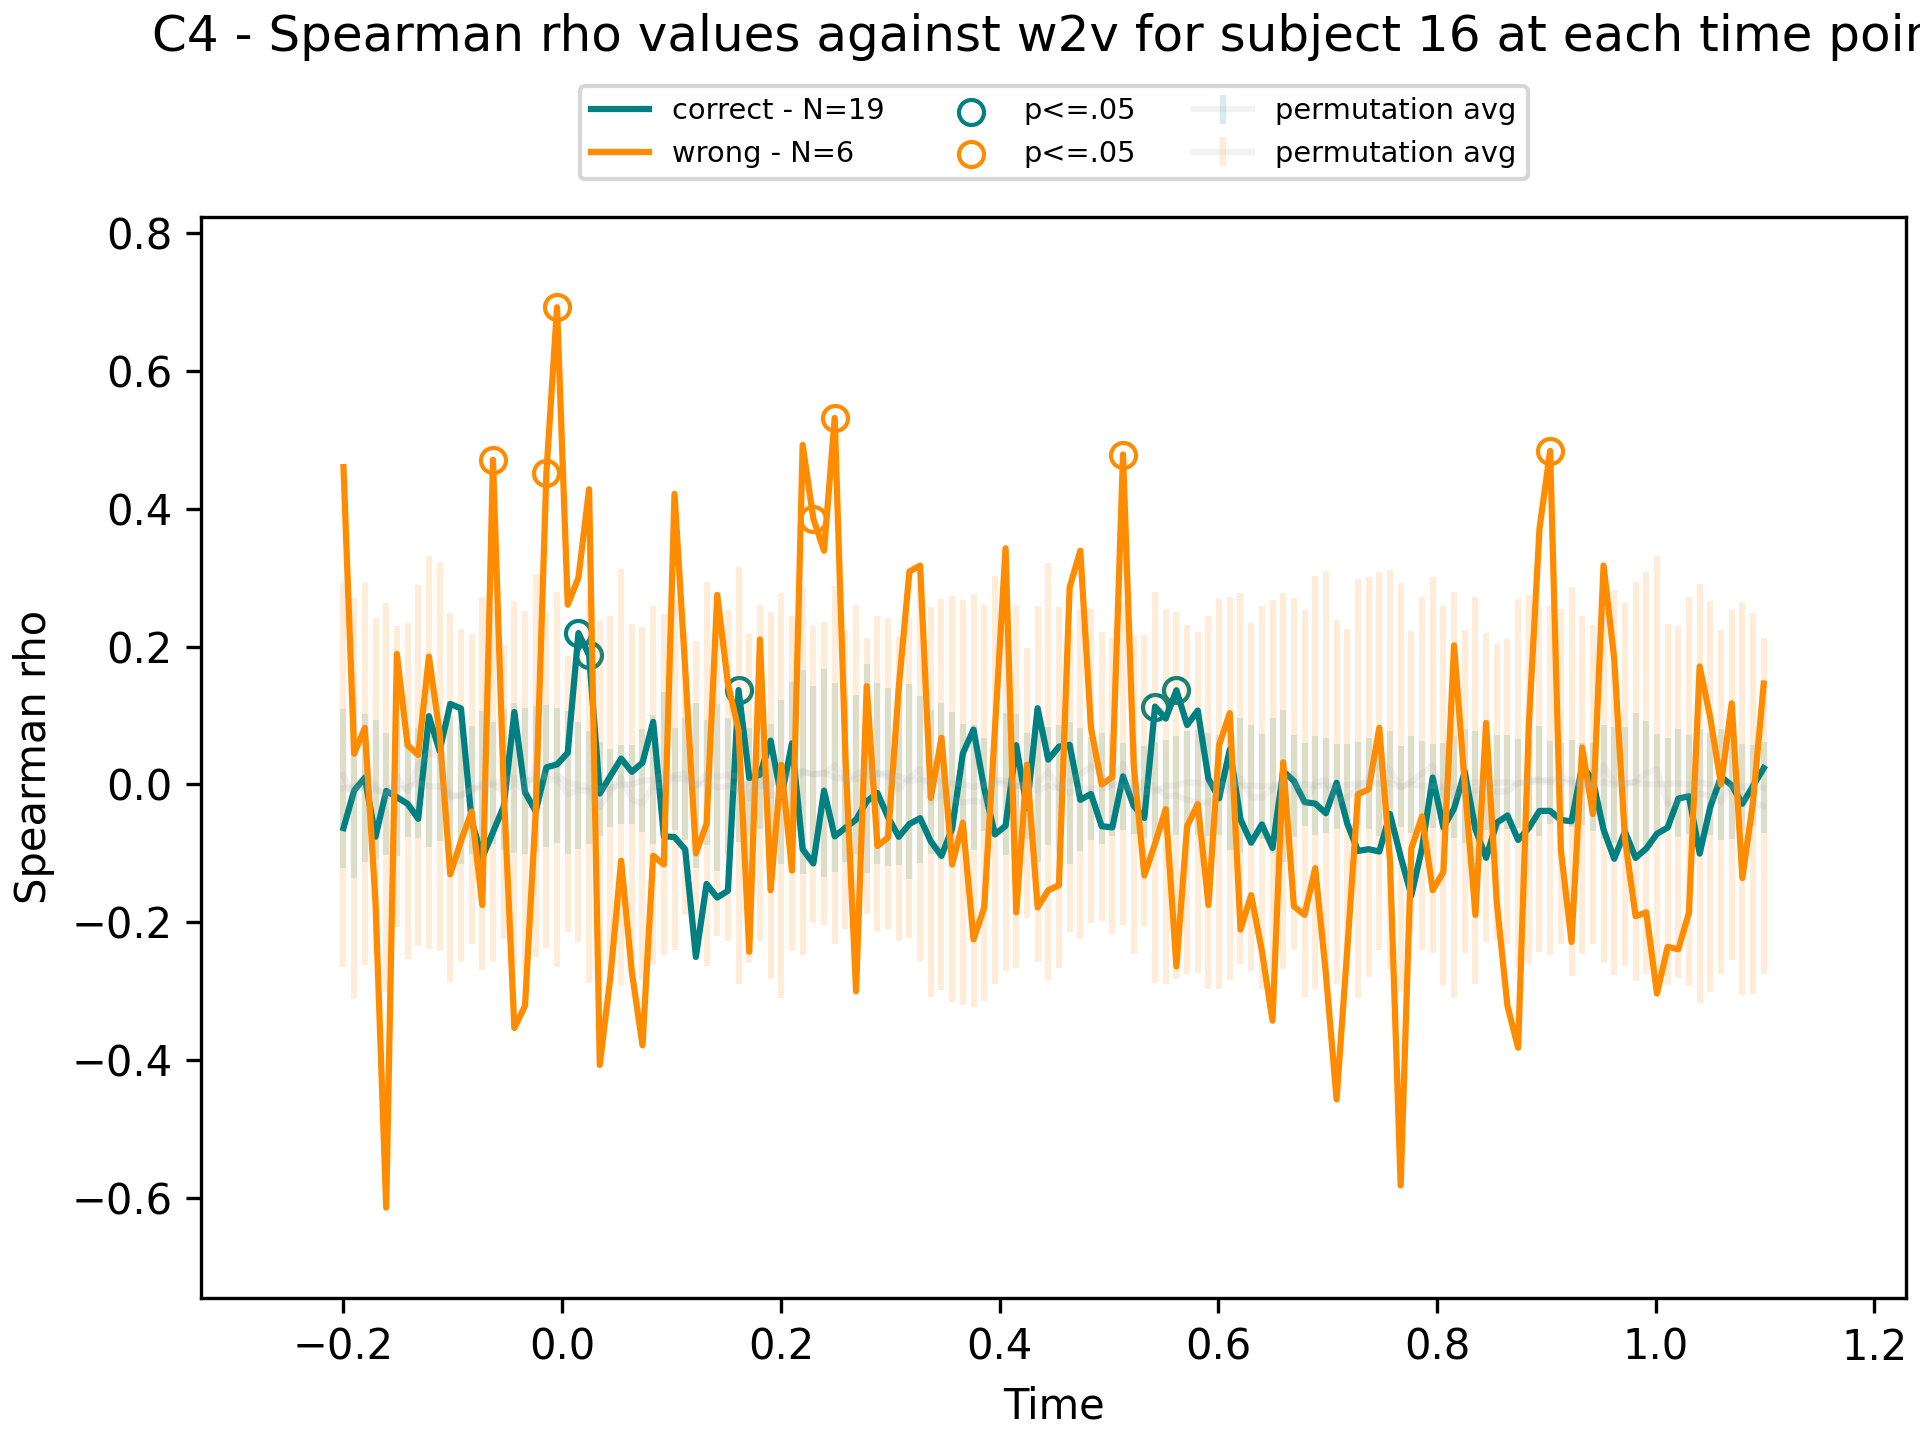 C4 - Spearman rho values against w2v for subject 16 at each time poin
correct - N=19
wrong - N=6
p<=.05
p<=.05
permutation avg
permutation avg
0.8
0.6
0.4
0.2
0.0
−0.2
−0.4
−0.6
Spearman rho
−0.2
0.0
0.2
0.4
0.6
0.8
1.0
1.2
Time